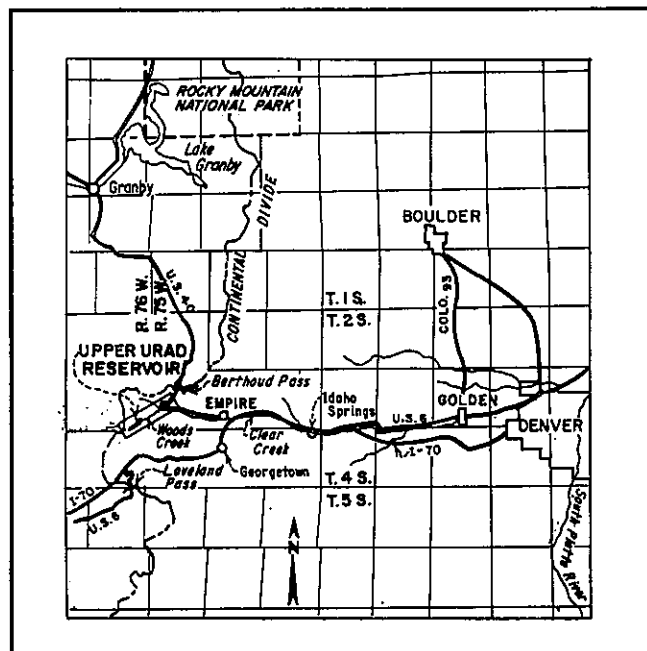 ROCKY MOUNTAIN
NATIONAL PARK
Lake
Granby
Granby
CONTINENTAL DIVIDE
BOULDER
COLO. 93
R. 76 W.
R. 75 W.
U.S. 40
T. 1 S.
T. 2 S.
UPPER URAD
RESERVOIR
Berthoud Pass
EMPIRE
Idaho
Springs
U.S. 6
GOLDEN
DENVER
Woods
Creek
Clear
Creek
I-70
Georgetown
Loveland
Pass
T. 4 S.
T. 5 S.
I-70
U.S. 6
N
South Platte River